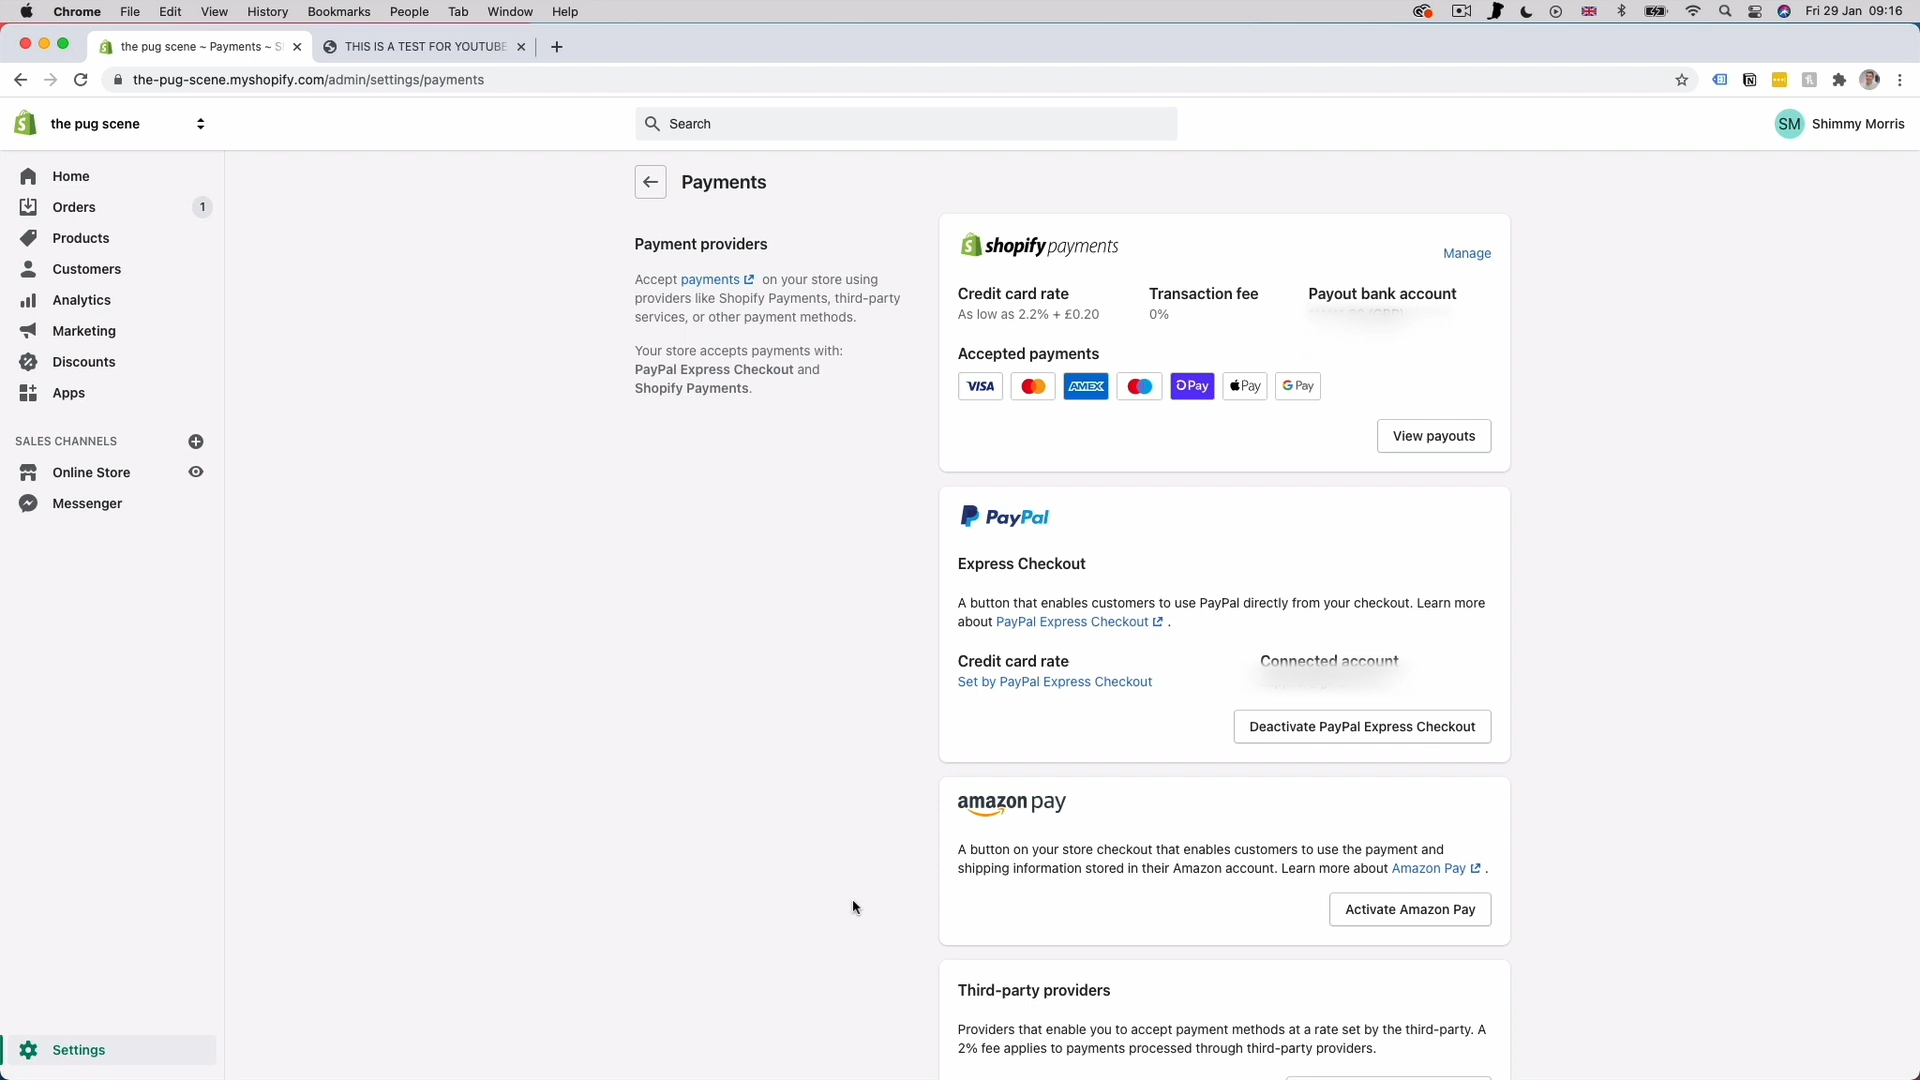 Chrome File Edit View History Bookmarks People Tab Window Help Fri 29 Jan 09:16
the pug scene ~ Payments ~ S THIS IS A TEST FOR YOUTUBE
the-pug-scene.myshopify.com/admin/settings/payments
the pug scene Search SM Shimmy Morris
Home
Orders 1
Products
Customers
Analytics
Marketing
Discounts
Apps
SALES CHANNELS
Online Store
Messenger
Settings
Payments
Payment providers
Accept payments on your store using
providers like Shopify Payments, third-party
services, or other payment methods.
Your store accepts payments with:
PayPal Express Checkout and
Shopify Payments.
shopify payments
Manage
Credit card rate Transaction fee Payout bank account
As low as 2.2% + £0.20 0%
Accepted payments
VISA AMEX Pay Pay G Pay
View payouts
PayPal
Express Checkout
A button that enables customers to use PayPal directly from your checkout. Learn more
about PayPal Express Checkout .
Credit card rate Connected account
Set by PayPal Express Checkout
Deactivate PayPal Express Checkout
amazon pay
A button on your store checkout that enables customers to use the payment and
shipping information stored in their Amazon account. Learn more about Amazon Pay .
Activate Amazon Pay
Third-party providers
Providers that enable you to accept payment methods at a rate set by the third-party. A
2% fee applies to payments processed through third-party providers.